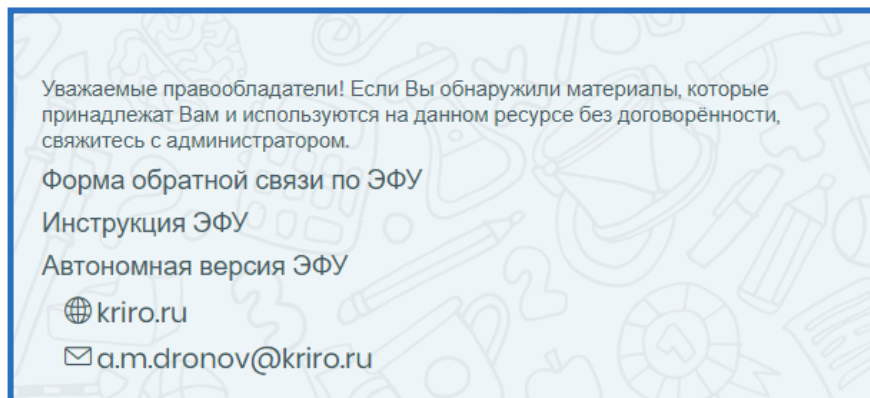 Уважаемые правообладатели! Если Вы обнаружили материалы, которые
принадлежат Вам и используются на данном ресурсе без договорённости,
свяжитесь с администратором.
Форма обратной связи по ЭФУ
Инструкция ЭФУ
Автономная версия ЭФУ
kriro.ru
a.m.dronov@kriro.ru